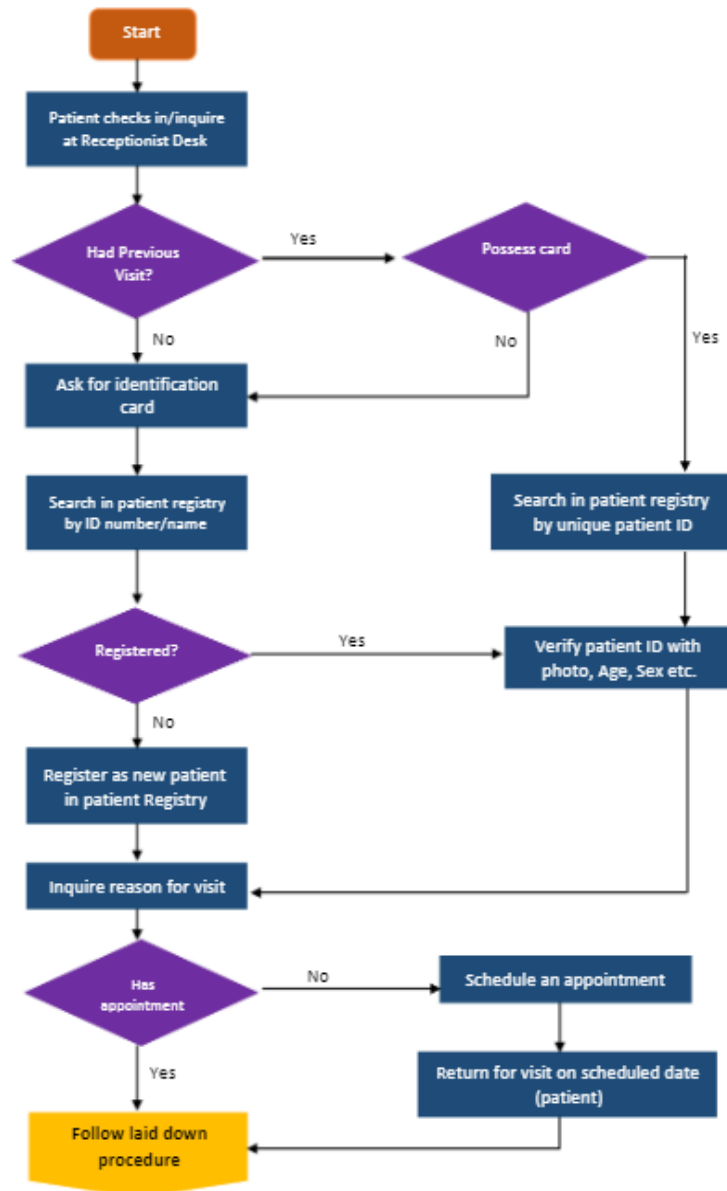 Start
Patient checks in/inquire
at Receptionist Desk
Had Previous
Visit?
Yes
Possess card
No
No
Yes
Ask for identification
card
Search in patient registry
by ID number/name
Search in patient registry
by unique patient ID
Registered?
Yes
Verify patient ID with
photo, Age, Sex etc.
No
Register as new patient
in patient Registry
Inquire reason for visit
Has
appointment
No
Schedule an appointment
Yes
Return for visit on scheduled date
(patient)
Follow laid down
procedure